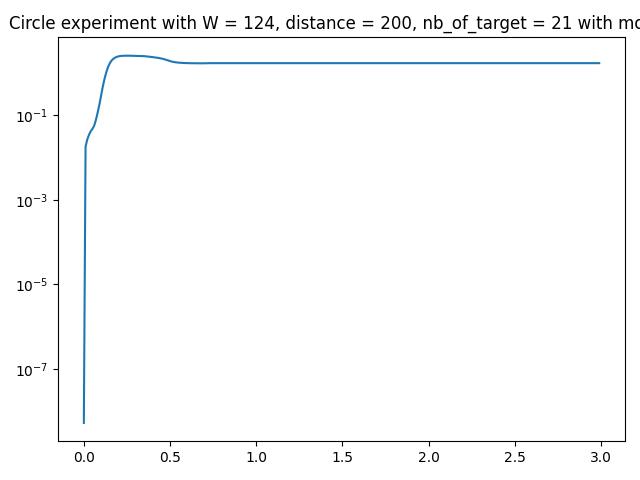 Circle experiment with W = 124, distance = 200, nb_of_target = 21 with
10⁻¹
10⁻³
10⁻⁵
10⁻⁷
0.0 0.5 1.0 1.5 2.0 2.5 3.0